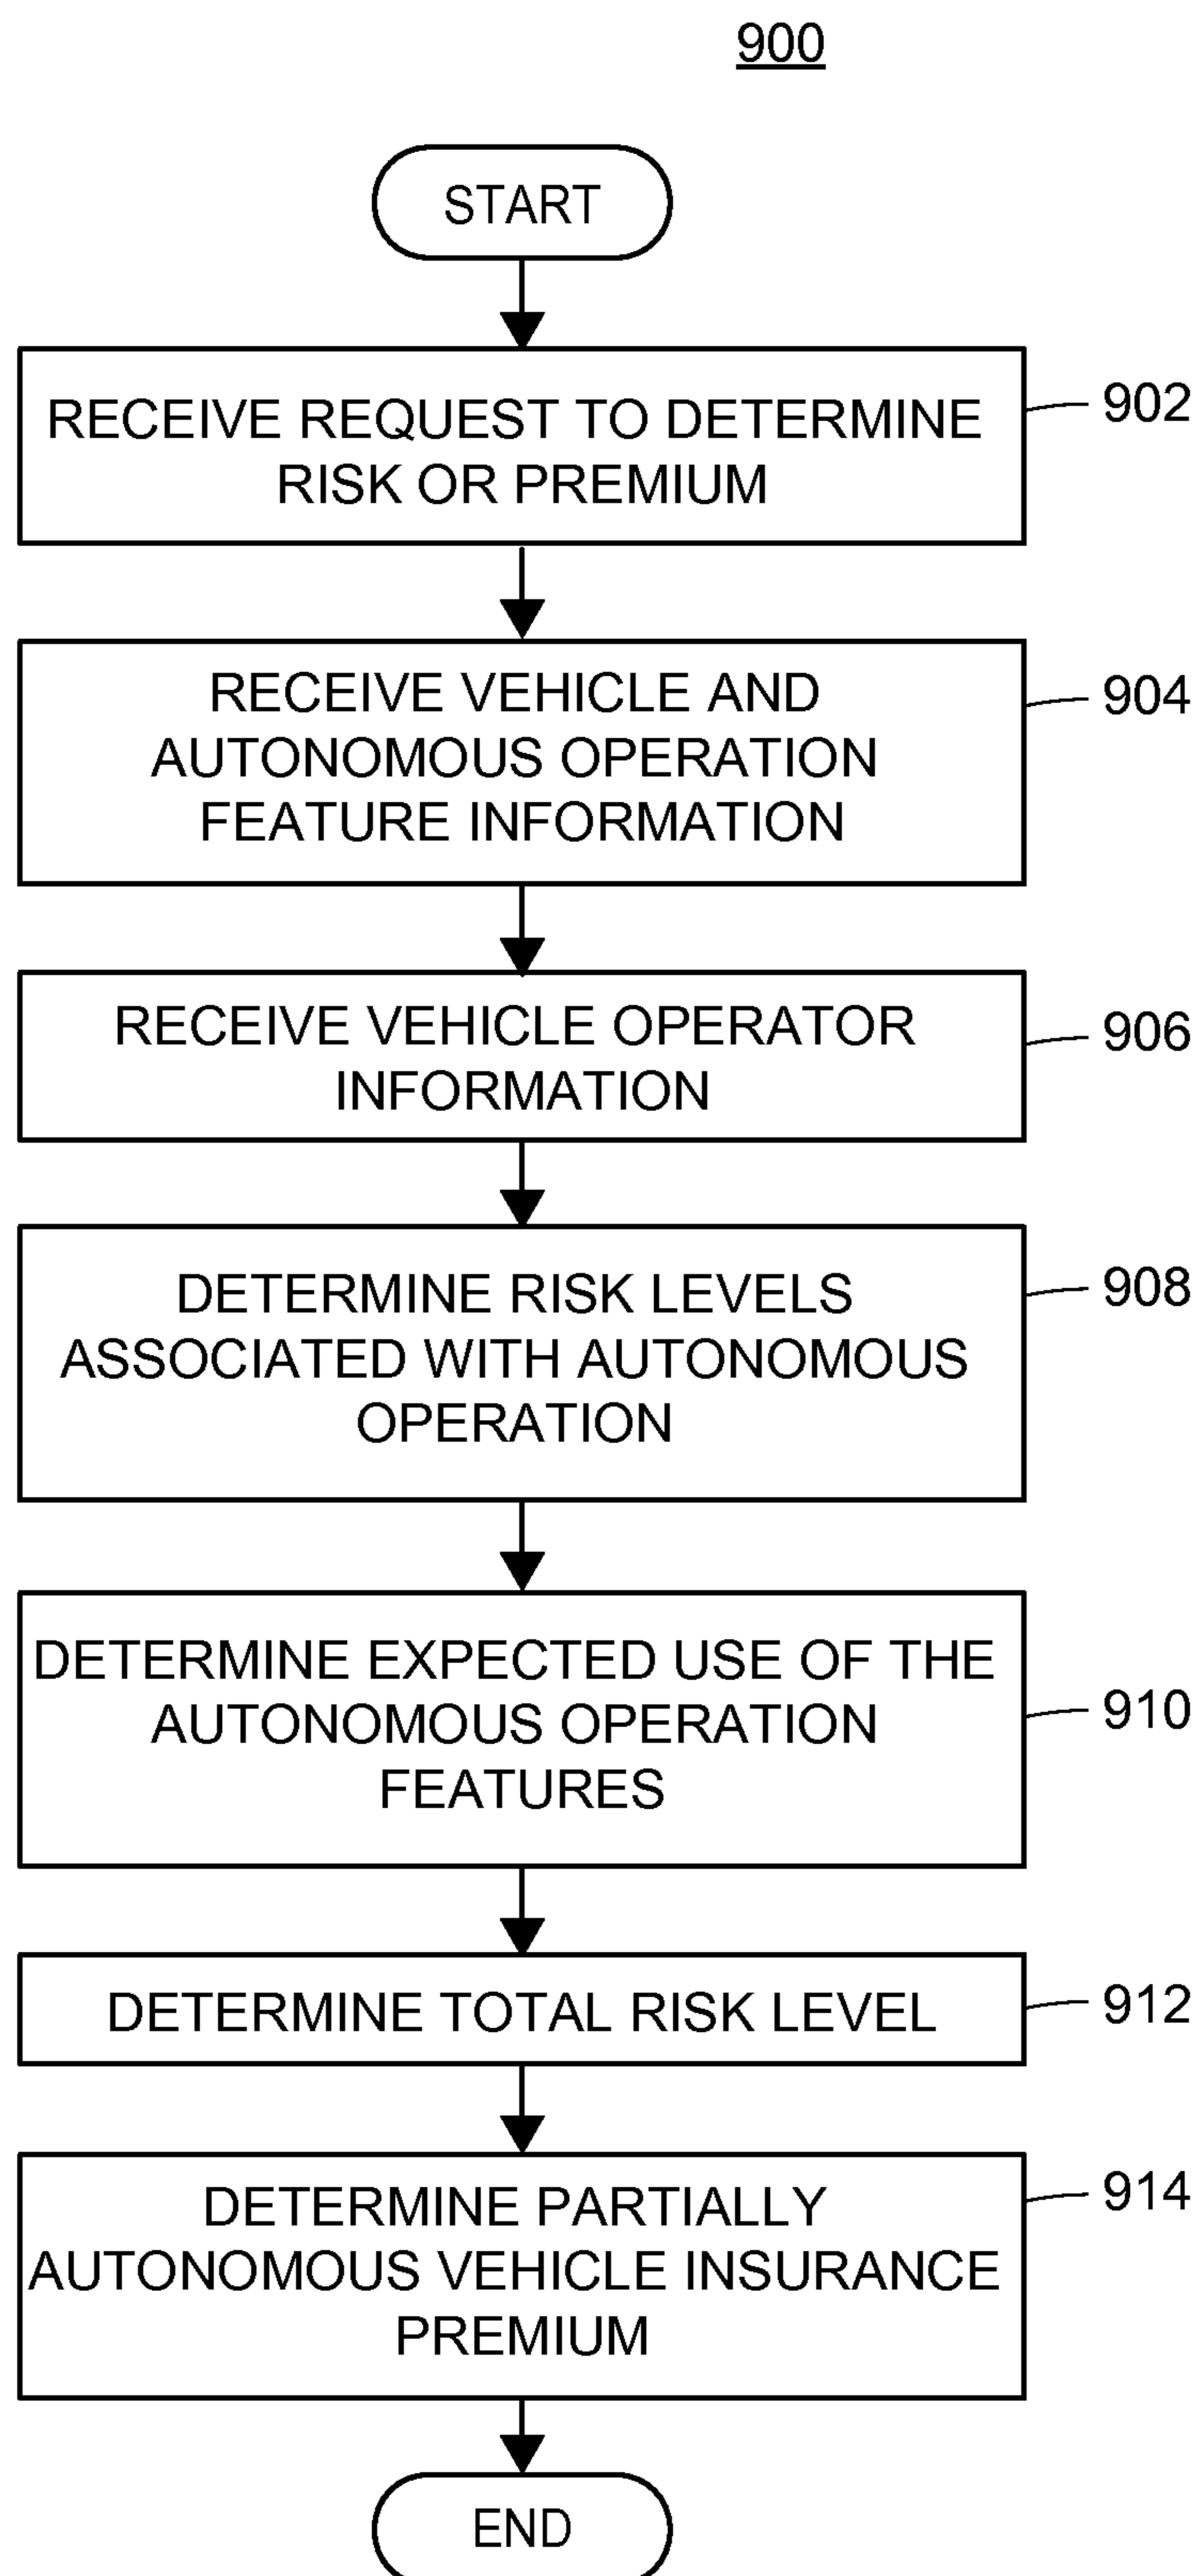 900
START
RECEIVE REQUEST TO DETERMINE
RISK OR PREMIUM
902
RECEIVE VEHICLE AND
AUTONOMOUS OPERATION
FEATURE INFORMATION
904
RECEIVE VEHICLE OPERATOR
INFORMATION
906
DETERMINE RISK LEVELS
ASSOCIATED WITH AUTONOMOUS
OPERATION
908
DETERMINE EXPECTED USE OF THE
AUTONOMOUS OPERATION
FEATURES
910
DETERMINE TOTAL RISK LEVEL
912
DETERMINE PARTIALLY
AUTONOMOUS VEHICLE INSURANCE
PREMIUM
914
END